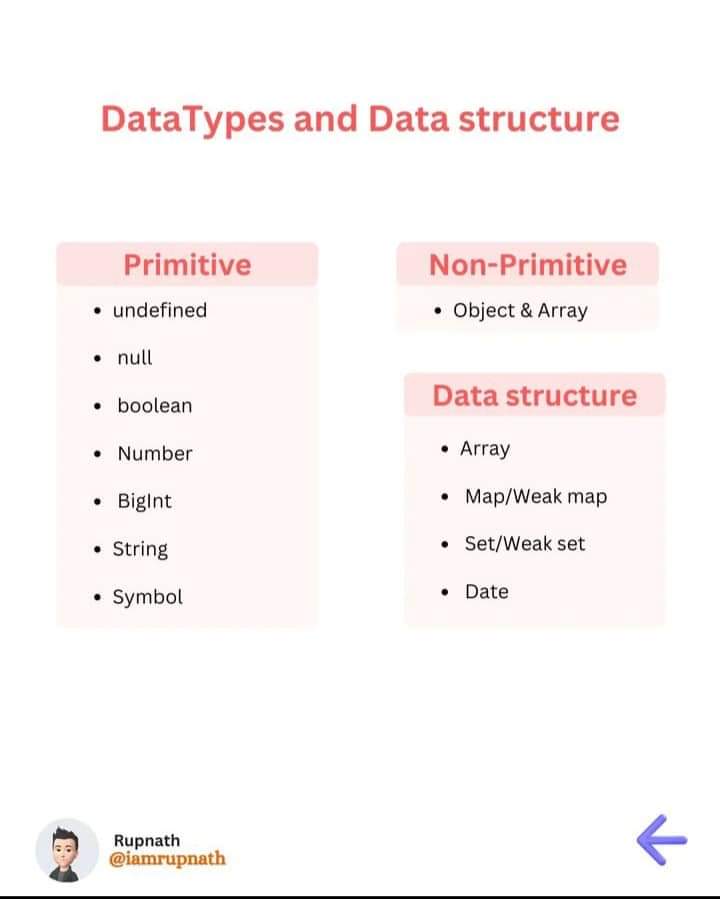 DataTypes and Data structure
Primitive
• undefined
• null
• boolean
• Number
• BigInt
• String
• Symbol
Non-Primitive
• Object & Array
Data structure
• Array
• Map/Weak map
• Set/Weak set
• Date
Rupnath
@iamrupnath